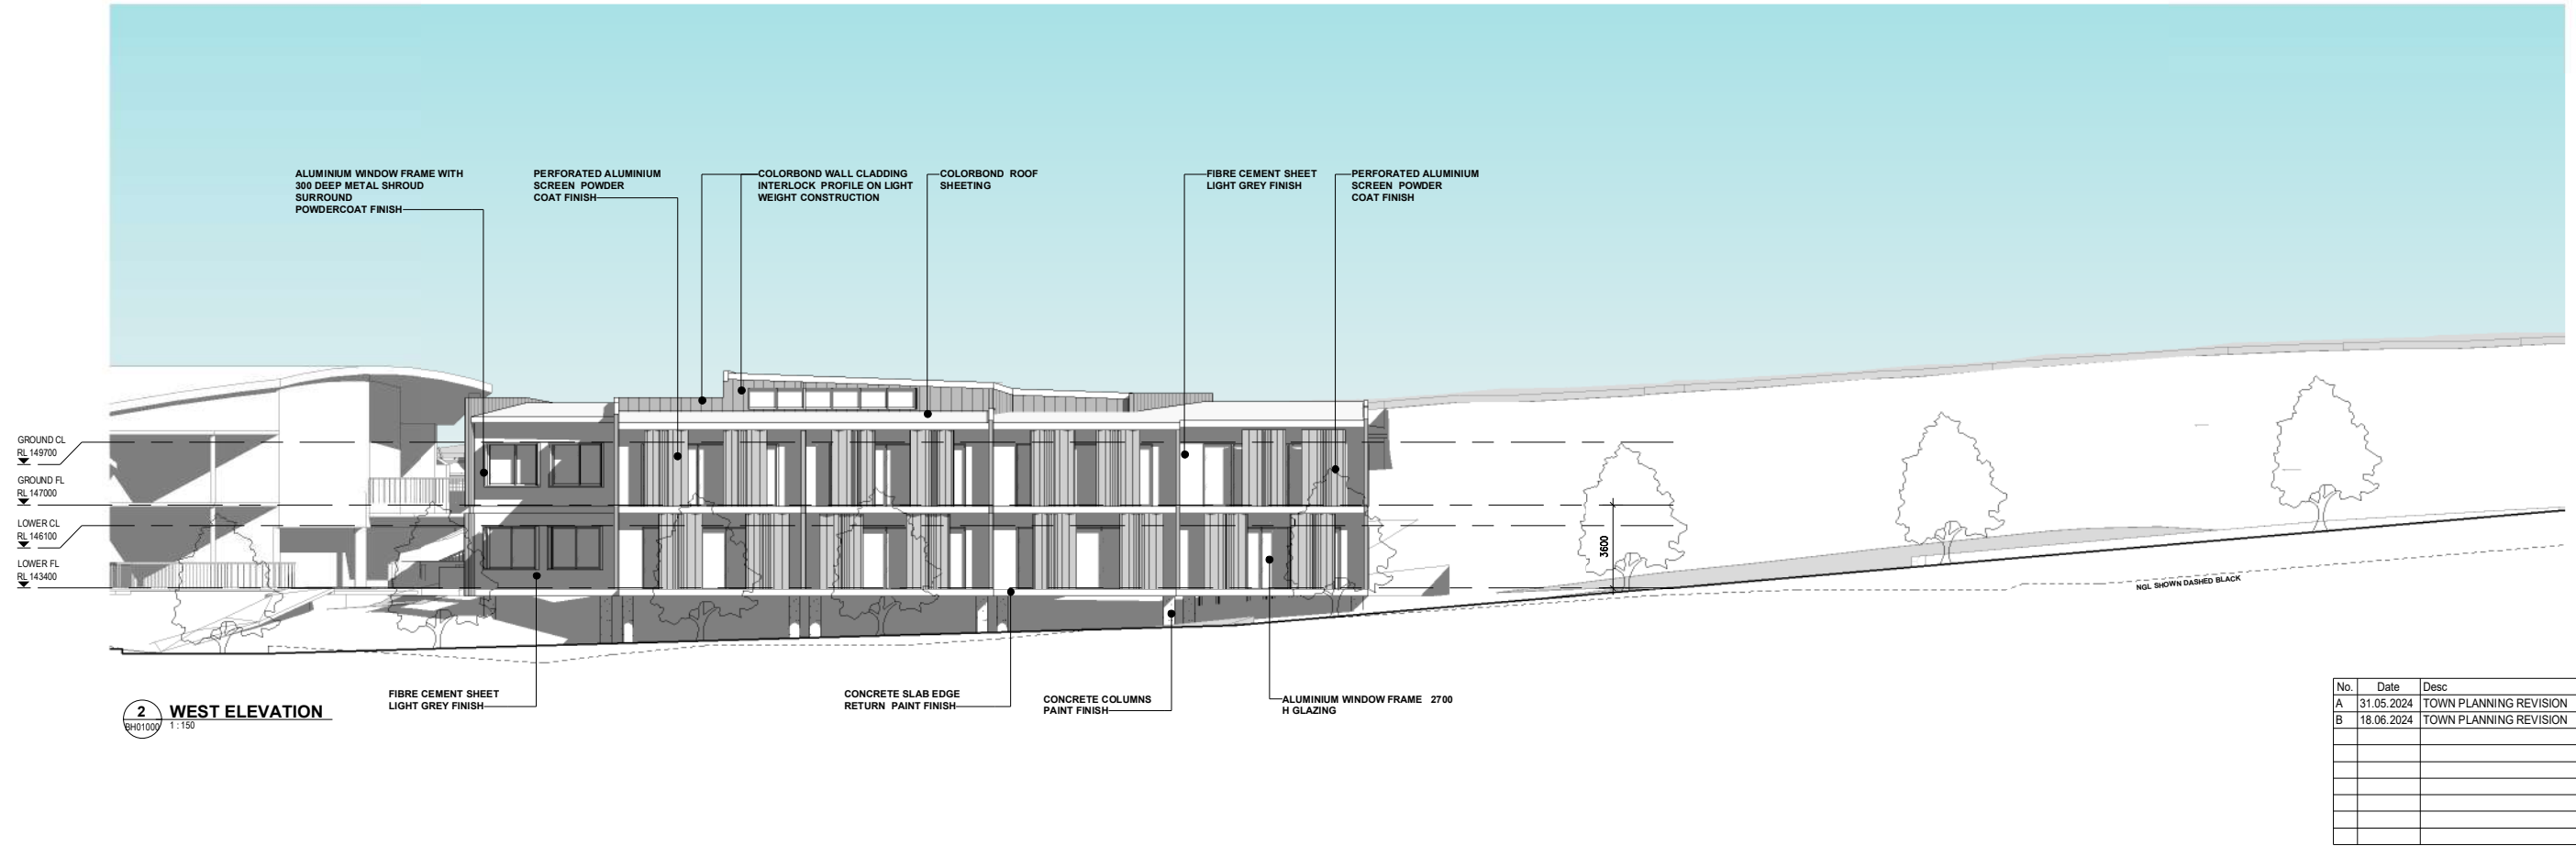 ALUMINIUM WINDOW FRAME WITH
300 DEEP METAL SHROUD
SURROUND
POWDERCOAT FINISH
PERFORATED ALUMINIUM
SCREEN POWDER
COAT FINISH
COLORBOND WALL CLADDING
INTERLOCK PROFILE ON LIGHT
WEIGHT CONSTRUCTION
COLORBOND ROOF
SHEETING
FIBRE CEMENT SHEET
LIGHT GREY FINISH
PERFORATED ALUMINIUM
SCREEN POWDER
COAT FINISH
GROUND CL
RL 149700
GROUND FL
RL 147000
LOWER CL
RL 146100
LOWER FL
RL 143400
3600
NGL SHOWN DASHED BLACK
FIBRE CEMENT SHEET
LIGHT GREY FINISH
CONCRETE SLAB EDGE
RETURN PAINT FINISH
CONCRETE COLUMNS
PAINT FINISH
ALUMINIUM WINDOW FRAME 2700
H GLAZING
2
BH01000
WEST ELEVATION
1 : 150
No. Date Desc
A 31.05.2024 TOWN PLANNING REVISION
B 18.06.2024 TOWN PLANNING REVISION